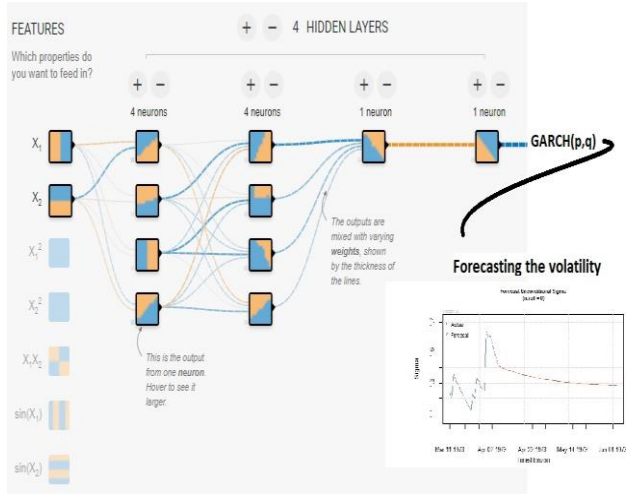 FEATURES
Which properties do
you want to feed in?
+ − 4 HIDDEN LAYERS
+ − + − + − + −
4 neurons 4 neurons 1 neuron 1 neuron
X₁
X₂
X₁²
X₂²
X₁X₂
sin(X₁)
sin(X₂)
GARCH(p,q)
The outputs are
mixed with varying
weights, shown
by the thickness of
the lines.
This is the output
from one neuron.
Hover to see it
larger.
Forecasting the volatility
Forecast Unconditional Sigma
Actual
Forecast
Sigma